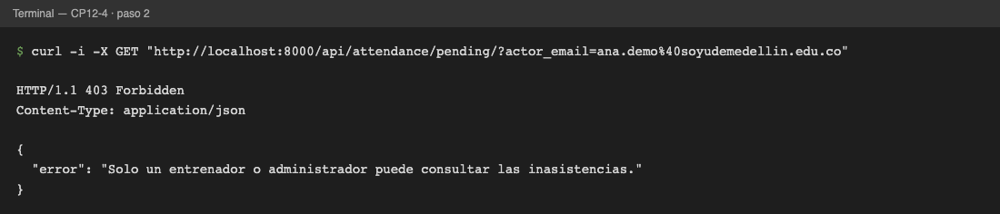 Terminal — CP12-4 · paso 2
$ curl -i -X GET "http://localhost:8000/api/attendance/pending/?actor_email=ana.demo%40soyudemedellin.edu.co"
HTTP/1.1 403 Forbidden
Content-Type: application/json
{
"error": "Solo un entrenador o administrador puede consultar las inasistencias."
}